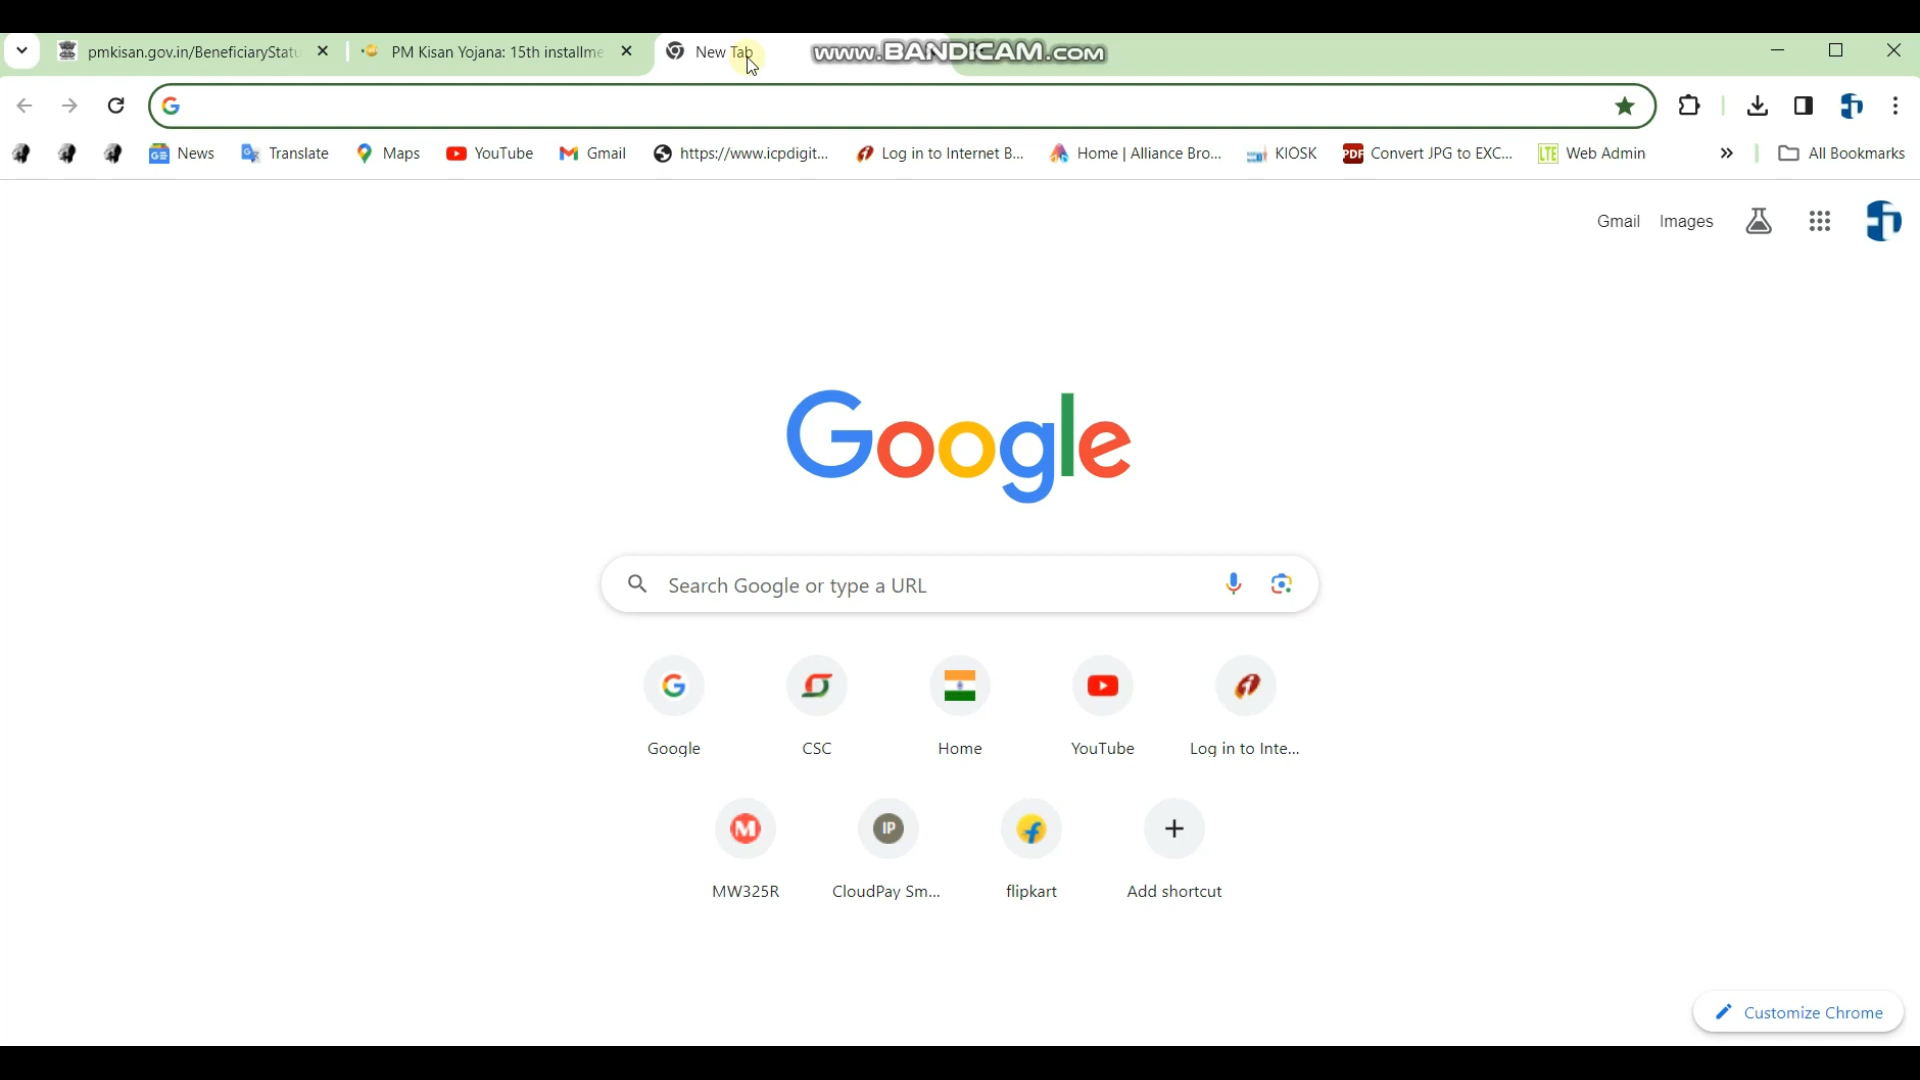 pmkisan.gov.in/BeneficiaryStatu
PM Kisan Yojana: 15th installme
New Tab
www.BANDICAM.com
News
Translate
Maps
YouTube
Gmail
https://www.icpdigit...
Log in to Internet B...
Home | Alliance Bro...
KIOSK
PDF
Convert JPG to EXC...
LTE
Web Admin
All Bookmarks
Gmail
Images
Google
Search Google or type a URL
Google
CSC
Home
YouTube
Log in to Inte...
MW325R
IP
CloudPay Sm...
flipkart
Add shortcut
Customize Chrome